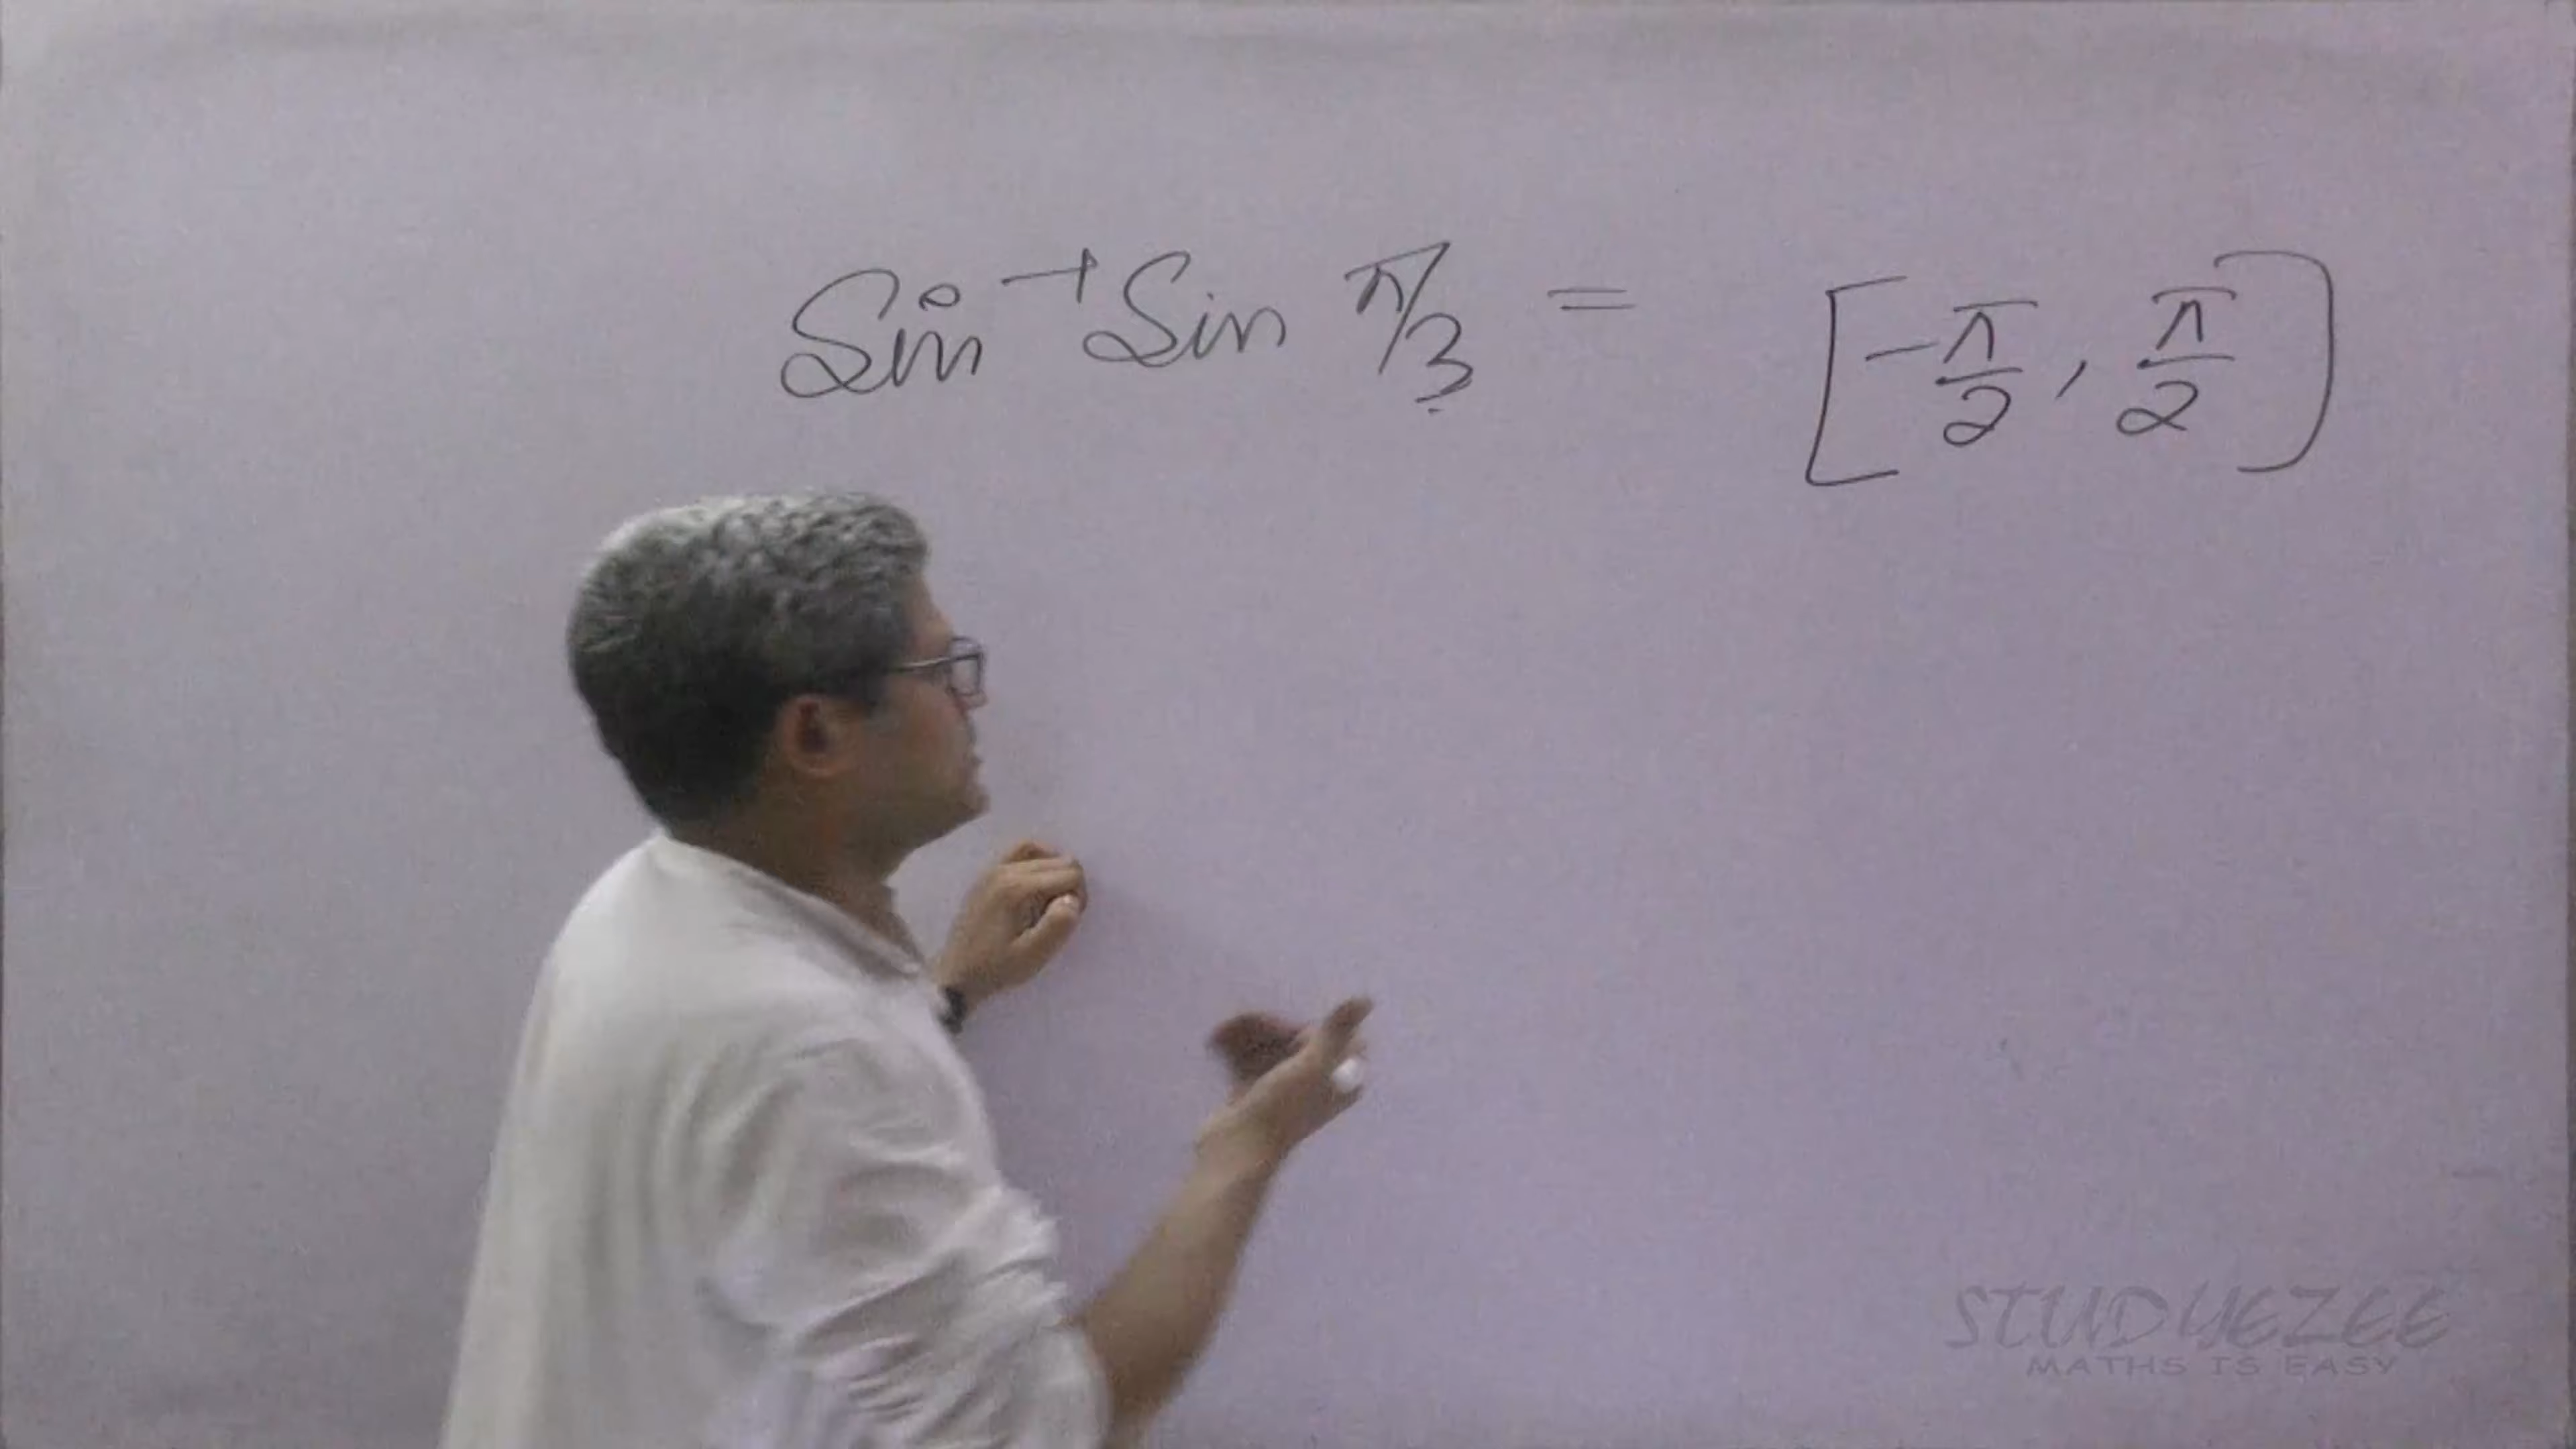 Sin⁻¹ Sin π/3 = [-π/2, π/2]
STUDYEZEE
MATHS IS EASY